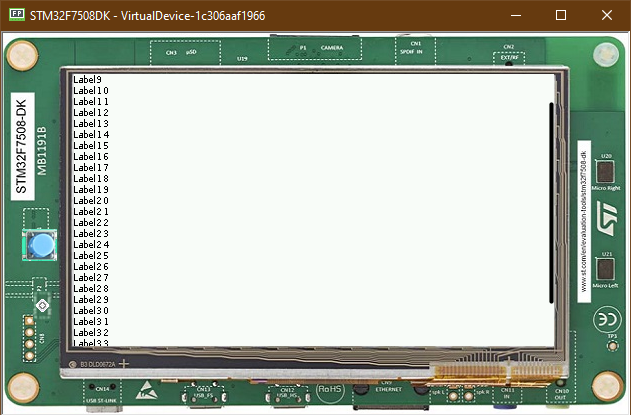 STM32F7508DK - VirtualDevice-1c306aaf1966
CN3 µSD
U19
P1 CAMERA
CN1
SPDIF IN
CN2
EXT/RF
STM32F7508-DK
MB1191B
Label9
Label10
Label11
Label12
Label13
Label14
Label15
Label16
Label17
Label18
Label19
Label20
Label21
Label22
Label23
Label24
Label25
Label26
Label27
Label28
Label29
Label30
Label31
Label32
Label33
www.st.com/en/evaluation-tools/stm32f7508-dk
U20
Micro Right
U21
Micro Left
TP1
P2
CN8
B3 DLD0672A
CN14
USB ST-LINK
CN13
USB_FS
CN12
USB_HS
RoHS
CN9
ETHERNET
spk L
spk R
CN11
IN
CN10
OUT